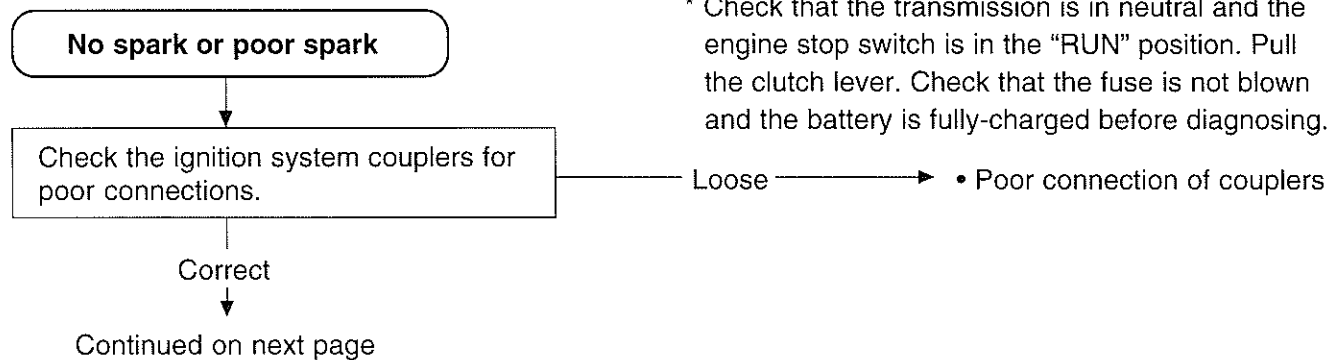 * Check that the transmission is in neutral and the
engine stop switch is in the “RUN” position. Pull
the clutch lever. Check that the fuse is not blown
and the battery is fully-charged before diagnosing.
No spark or poor spark
Check the ignition system couplers for
poor connections.
Loose
• Poor connection of couplers
Correct
Continued on next page